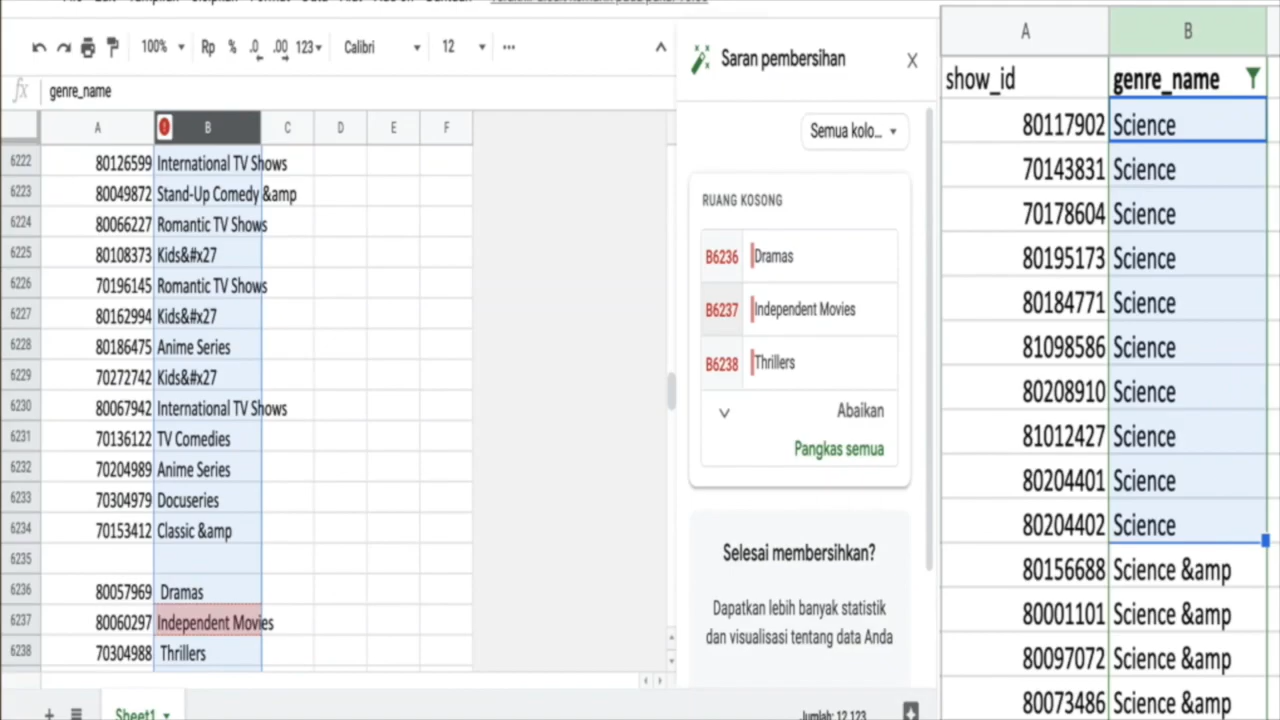 100%
Rp % .0 .00 123
Calibri
12
fx genre_name
A B C D E F
6222 80126599 International TV Shows
6223 80049872 Stand-Up Comedy &amp
6224 80066227 Romantic TV Shows
6225 80108373 Kids&#x27
6226 70196145 Romantic TV Shows
6227 80162994 Kids&#x27
6228 80186475 Anime Series
6229 70272742 Kids&#x27
6230 80067942 International TV Shows
6231 70136122 TV Comedies
6232 70204989 Anime Series
6233 70304979 Docuseries
6234 70153412 Classic &amp
6235
6236 80057969 Dramas
6237 80060297 Independent Movies
6238 70304988 Thrillers
Sheet1
Jumlah: 12.123
Saran pembersihan
Semua kolo...
RUANG KOSONG
B6236 Dramas
B6237 Independent Movies
B6238 Thrillers
Abaikan
Pangkas semua
Selesai membersihkan?
Dapatkan lebih banyak statistik
dan visualisasi tentang data Anda
A B
show_id genre_name
80117902 Science
70143831 Science
70178604 Science
80195173 Science
80184771 Science
81098586 Science
80208910 Science
81012427 Science
80204401 Science
80204402 Science
80156688 Science &amp
80001101 Science &amp
80097072 Science &amp
80073486 Science &amp